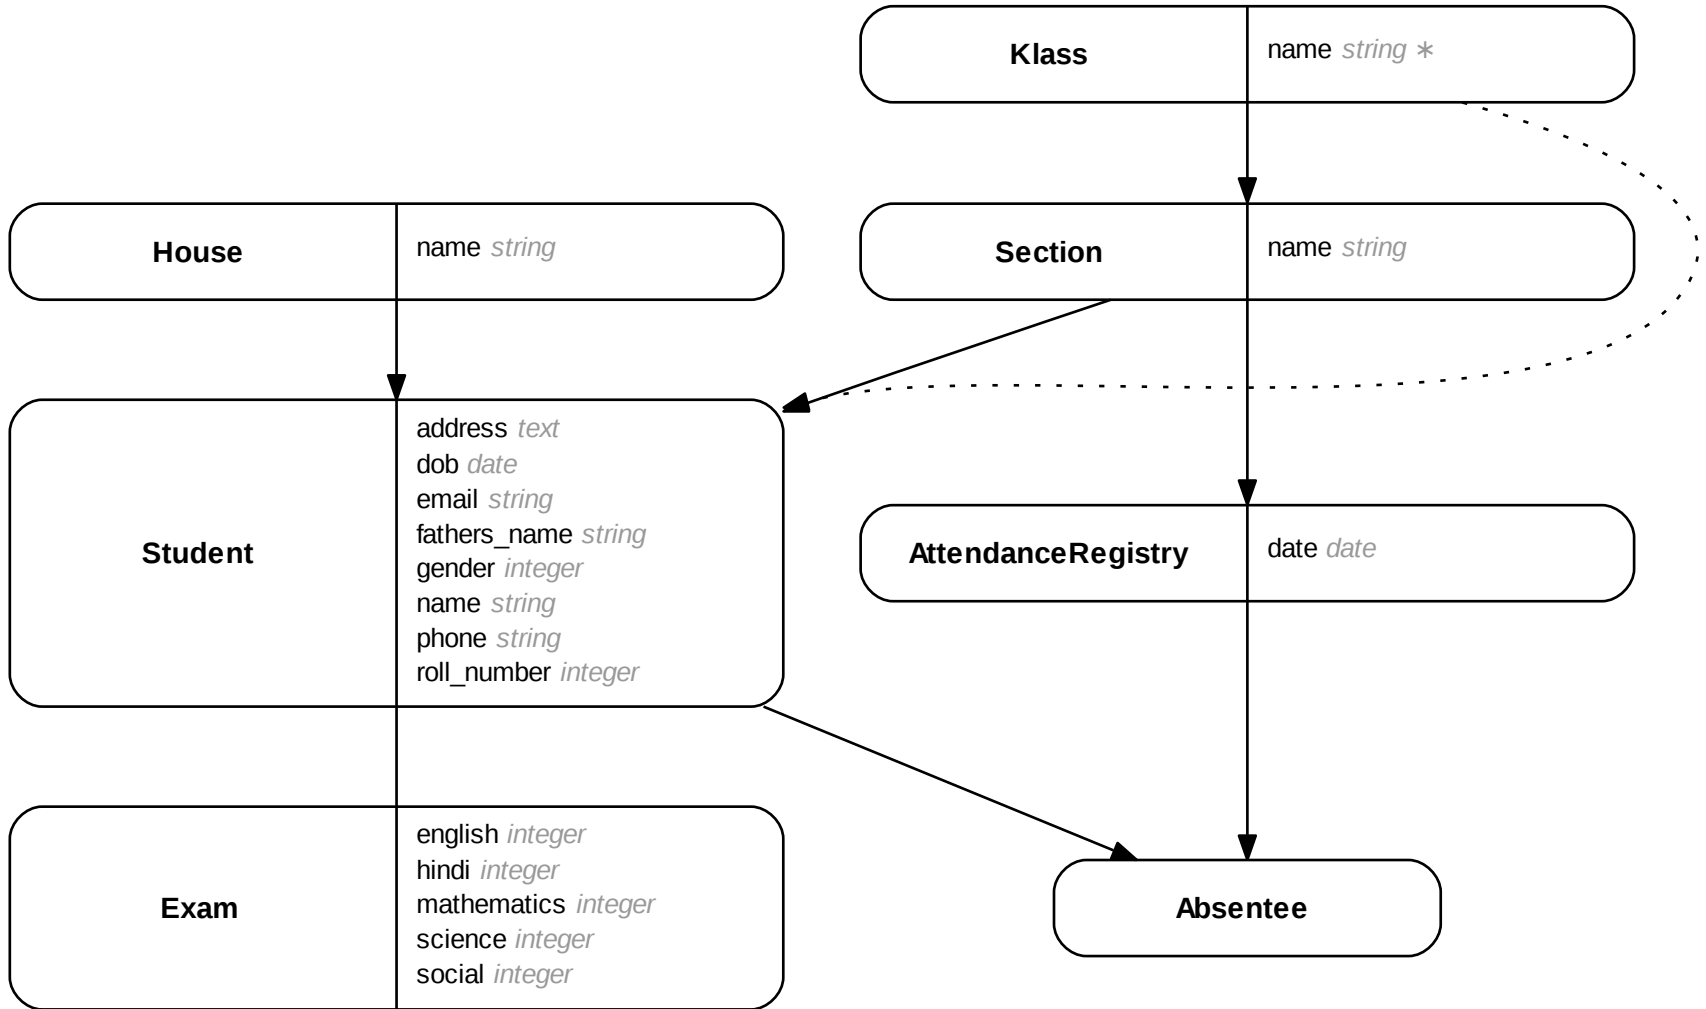 Klass
name string ∗
House
name string
Section
name string
Student
address text
dob date
email string
fathers_name string
gender integer
name string
phone string
roll_number integer
AttendanceRegistry
date date
Exam
english integer
hindi integer
mathematics integer
science integer
social integer
Absentee